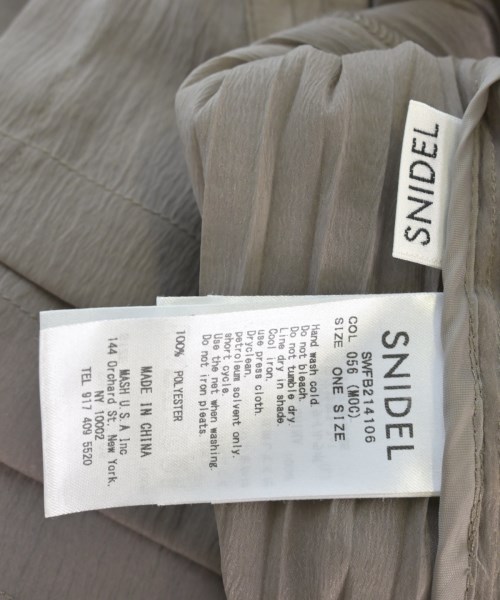 SNIDEL
SNIDEL
SWFB214106
COL 056 (MOC)
SIZE ONE SIZE
Hand wash cold.
Do not bleach.
Do not tumble dry.
Line dry in shade.
Cool iron.
use press cloth.
Dryclean.
petroleum solvent only.
short cycle.
Use the net when washing.
Do not iron pleats.
100% POLYESTER
MADE IN CHINA
MASH U S A Inc
144 Orchard St, New York,
NY 10002
TEL 917 409 5520